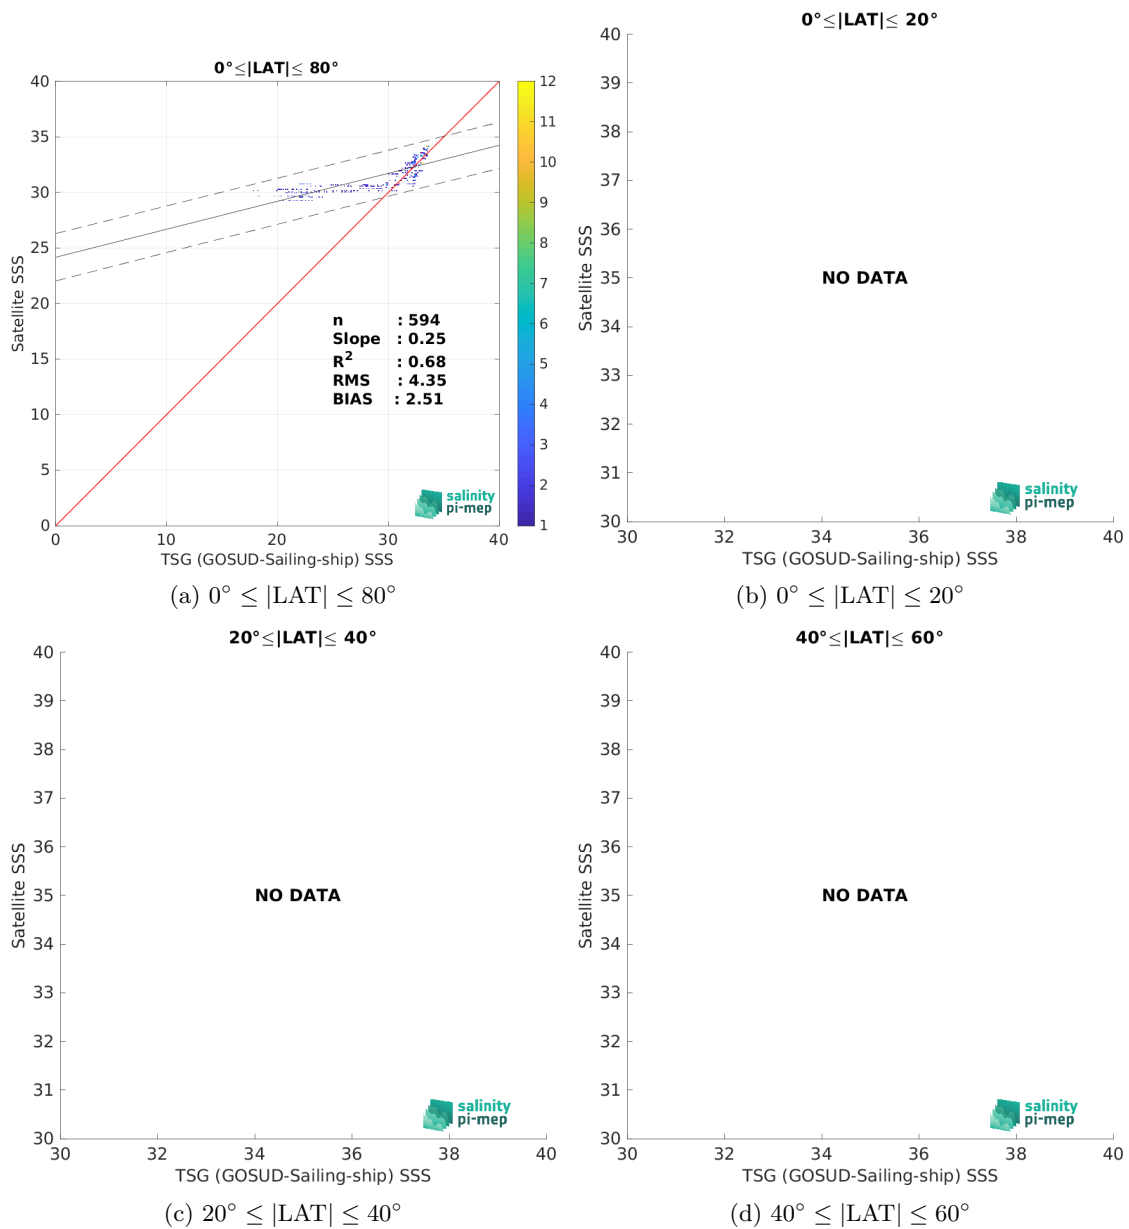 0°≤|LAT|≤ 80°
40
35
30
25
20
15
10
5
0
Satellite SSS
n : 594
Slope : 0.25
R² : 0.68
RMS : 4.35
BIAS : 2.51
salinity
pi-mep
0 10 20 30 40
TSG (GOSUD-Sailing-ship) SSS
12
11
10
9
8
7
6
5
4
3
2
1
(a) 0° ≤ |LAT| ≤ 80°
0°≤|LAT|≤ 20°
40
39
38
37
36
35
34
33
32
31
30
Satellite SSS
NO DATA
salinity
pi-mep
30 32 34 36 38 40
TSG (GOSUD-Sailing-ship) SSS
(b) 0° ≤ |LAT| ≤ 20°
20°≤|LAT|≤ 40°
40
39
38
37
36
35
34
33
32
31
30
Satellite SSS
NO DATA
salinity
pi-mep
30 32 34 36 38 40
TSG (GOSUD-Sailing-ship) SSS
(c) 20° ≤ |LAT| ≤ 40°
40°≤|LAT|≤ 60°
40
39
38
37
36
35
34
33
32
31
30
Satellite SSS
NO DATA
salinity
pi-mep
30 32 34 36 38 40
TSG (GOSUD-Sailing-ship) SSS
(d) 40° ≤ |LAT| ≤ 60°